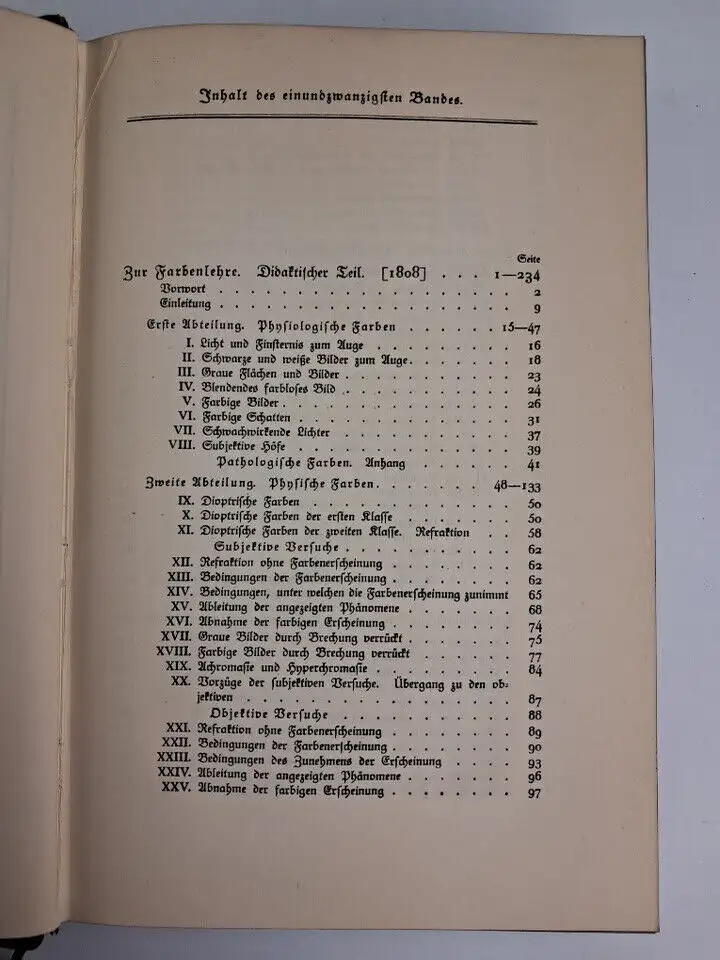 Inhalt des einundzwanzigsten Bandes.
Seite
Zur Farbenlehre. Didaktischer Teil. [1808] . . . 1—234
Vorwort . . . . . . . . . . . . . . . . . . 2
Einleitung . . . . . . . . . . . . . . . . . 9
Erste Abteilung. Physiologische Farben . . . . . . 15—47
I. Licht und Finsternis zum Auge . . . . . . . . 16
II. Schwarze und weiße Bilder zum Auge. . . . . . . 18
III. Graue Flächen und Bilder . . . . . . . . . . 23
IV. Blendendes farbloses Bild . . . . . . . . . . 24
V. Farbige Bilder . . . . . . . . . . . . . . 26
VI. Farbige Schatten . . . . . . . . . . . . . 31
VII. Schwachwirkende Lichter . . . . . . . . . . 37
VIII. Subjektive Höfe . . . . . . . . . . . . . 39
Pathologische Farben. Anhang . . . . . . 41
Zweite Abteilung. Physische Farben . . . . . . . 48—133
IX. Dioptrische Farben . . . . . . . . . . . . 50
X. Dioptrische Farben der ersten Klasse . . . . . . 50
XI. Dioptrische Farben der zweiten Klasse. Refraktion . . 58
Subjektive Versuche . . . . . . . . . . . 62
XII. Refraktion ohne Farbenerscheinung . . . . . . . 62
XIII. Bedingungen der Farbenerscheinung . . . . . . . 62
XIV. Bedingungen, unter welchen die Farbenerscheinung zunimmt 65
XV. Ableitung der angezeigten Phänomene . . . . . . 68
XVI. Abnahme der farbigen Erscheinung . . . . . . . 74
XVII. Graue Bilder durch Brechung verrückt . . . . . . 75
XVIII. Farbige Bilder durch Brechung verrückt . . . . . 77
XIX. Achromasie und Hyperchromasie . . . . . . . . 84
XX. Vorzüge der subjektiven Versuche. Übergang zu den ob-
jektiven . . . . . . . . . . . . . . . . 87
Objektive Versuche . . . . . . . . . . . 88
XXI. Refraktion ohne Farbenerscheinung . . . . . . . 89
XXII. Bedingungen der Farbenerscheinung . . . . . . . 90
XXIII. Bedingungen des Zunehmens der Erscheinung . . . . 93
XXIV. Ableitung der angezeigten Phänomene . . . . . . 96
XXV. Abnahme der farbigen Erscheinung . . . . . . . 97